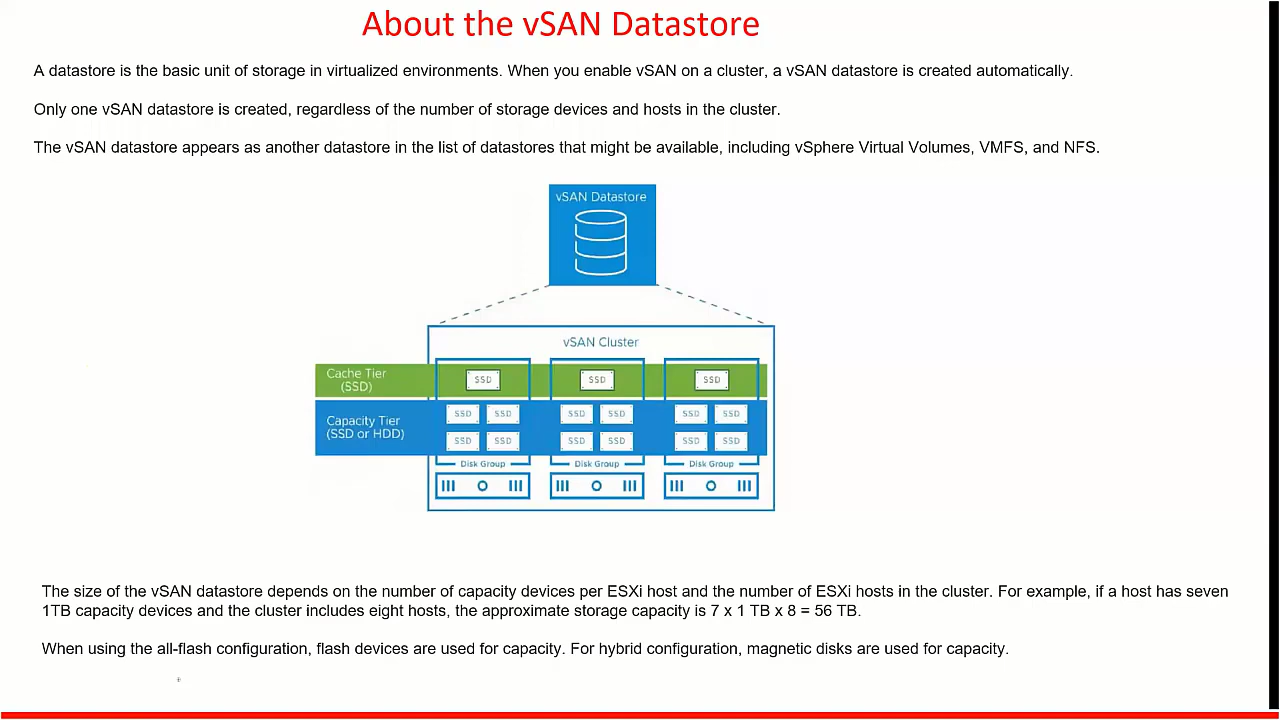 About the vSAN Datastore
A datastore is the basic unit of storage in virtualized environments. When you enable vSAN on a cluster, a vSAN datastore is created automatically.
Only one vSAN datastore is created, regardless of the number of storage devices and hosts in the cluster.
The vSAN datastore appears as another datastore in the list of datastores that might be available, including vSphere Virtual Volumes, VMFS, and NFS.
vSAN Datastore
vSAN Cluster
Cache Tier
(SSD)
SSD SSD SSD
Capacity Tier
(SSD or HDD)
SSD SSD SSD SSD SSD SSD
SSD SSD SSD SSD SSD SSD
Disk Group Disk Group Disk Group
The size of the vSAN datastore depends on the number of capacity devices per ESXi host and the number of ESXi hosts in the cluster. For example, if a host has seven
1TB capacity devices and the cluster includes eight hosts, the approximate storage capacity is 7 x 1 TB x 8 = 56 TB.
When using the all-flash configuration, flash devices are used for capacity. For hybrid configuration, magnetic disks are used for capacity.